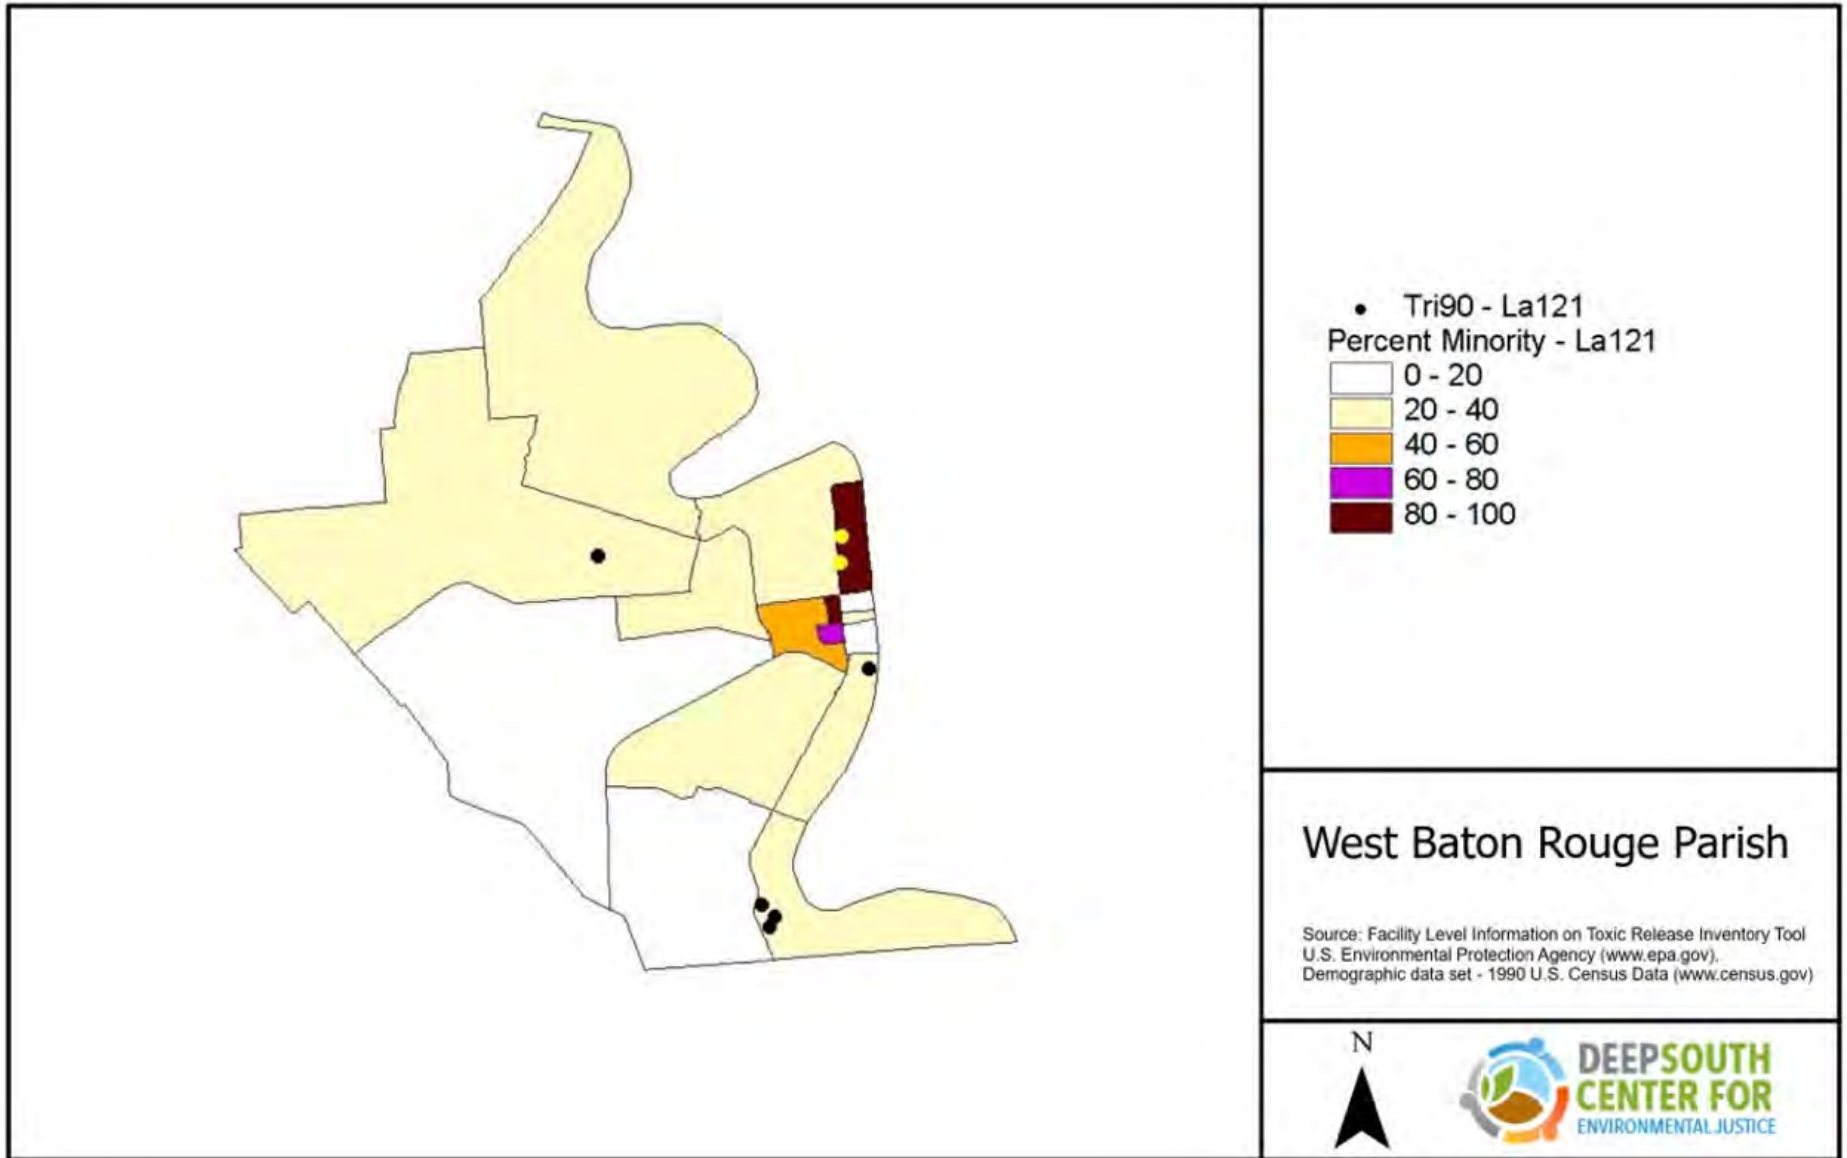 Tri90 - La121
Percent Minority - La121
0 - 20
20 - 40
40 - 60
60 - 80
80 - 100
West Baton Rouge Parish
Source: Facility Level Information on Toxic Release Inventory Tool
U.S. Environmental Protection Agency (www.epa.gov).
Demographic data set - 1990 U.S. Census Data (www.census.gov)
N
DEEPSOUTH
CENTER FOR
ENVIRONMENTAL JUSTICE